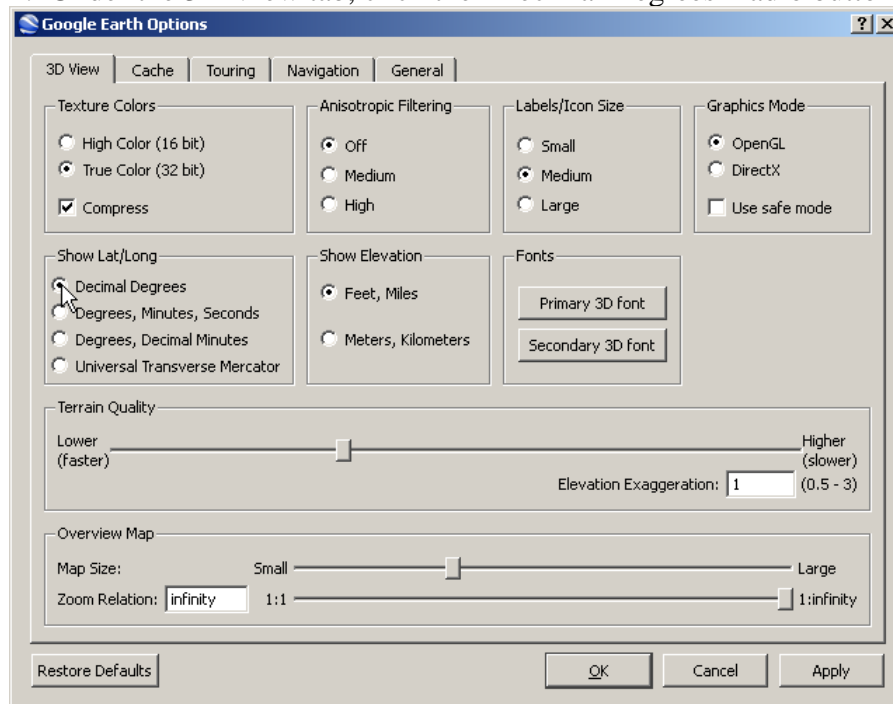 Google Earth Options
3D View Cache Touring Navigation General
Texture Colors
High Color (16 bit)
True Color (32 bit)
Compress
Anisotropic Filtering
Off
Medium
High
Labels/Icon Size
Small
Medium
Large
Graphics Mode
OpenGL
DirectX
Use safe mode
Show Lat/Long
Decimal Degrees
Degrees, Minutes, Seconds
Degrees, Decimal Minutes
Universal Transverse Mercator
Show Elevation
Feet, Miles
Meters, Kilometers
Fonts
Primary 3D font
Secondary 3D font
Terrain Quality
Lower
(faster)
Higher
(slower)
Elevation Exaggeration: 1 (0.5 - 3)
Overview Map
Map Size: Small Large
Zoom Relation: infinity 1:1 1:infinity
Restore Defaults OK Cancel Apply